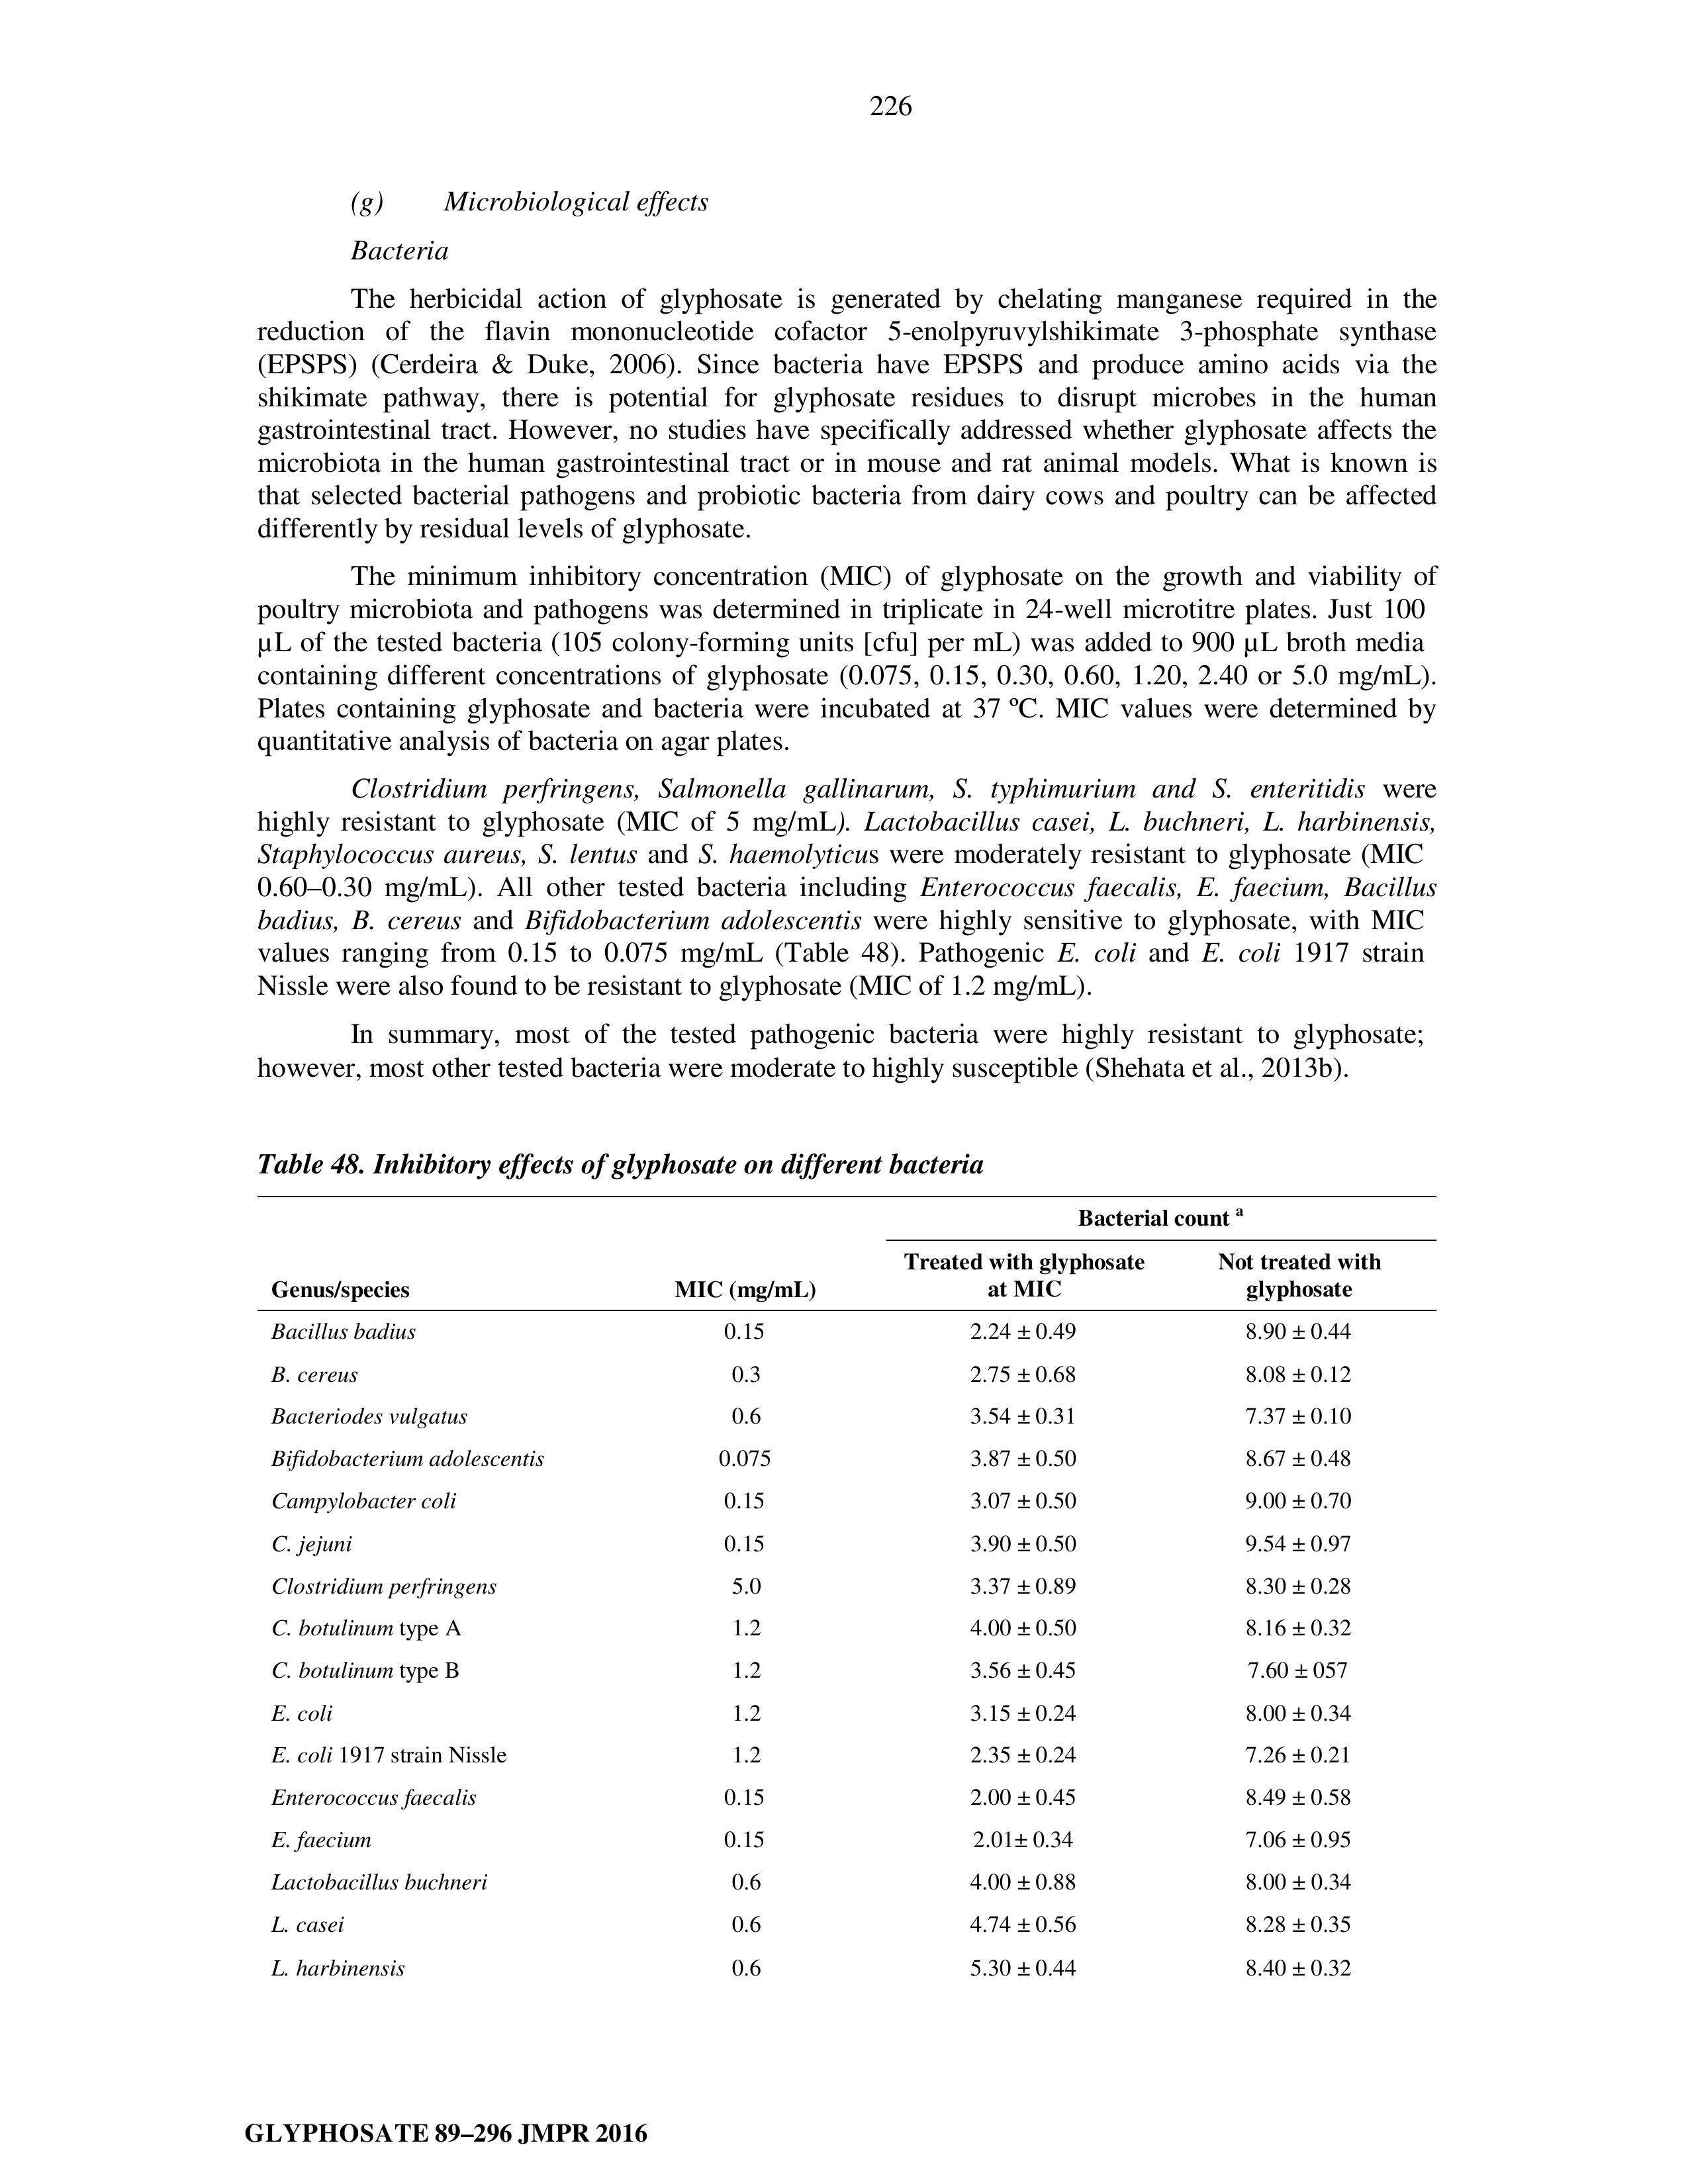 226
(g) Microbiological effects
Bacteria
The herbicidal action of glyphosate is generated by chelating manganese required in the
reduction of the flavin mononucleotide cofactor 5-enolpyruvylshikimate 3-phosphate synthase
(EPSPS) (Cerdeira & Duke, 2006). Since bacteria have EPSPS and produce amino acids via the
shikimate pathway, there is potential for glyphosate residues to disrupt microbes in the human
gastrointestinal tract. However, no studies have specifically addressed whether glyphosate affects the
microbiota in the human gastrointestinal tract or in mouse and rat animal models. What is known is
that selected bacterial pathogens and probiotic bacteria from dairy cows and poultry can be affected
differently by residual levels of glyphosate.
The minimum inhibitory concentration (MIC) of glyphosate on the growth and viability of
poultry microbiota and pathogens was determined in triplicate in 24-well microtitre plates. Just 100
µL of the tested bacteria (105 colony-forming units [cfu] per mL) was added to 900 µL broth media
containing different concentrations of glyphosate (0.075, 0.15, 0.30, 0.60, 1.20, 2.40 or 5.0 mg/mL).
Plates containing glyphosate and bacteria were incubated at 37 ºC. MIC values were determined by
quantitative analysis of bacteria on agar plates.
Clostridium perfringens, Salmonella gallinarum, S. typhimurium and S. enteritidis were
highly resistant to glyphosate (MIC of 5 mg/mL). Lactobacillus casei, L. buchneri, L. harbinensis,
Staphylococcus aureus, S. lentus and S. haemolyticus were moderately resistant to glyphosate (MIC
0.60–0.30 mg/mL). All other tested bacteria including Enterococcus faecalis, E. faecium, Bacillus
badius, B. cereus and Bifidobacterium adolescentis were highly sensitive to glyphosate, with MIC
values ranging from 0.15 to 0.075 mg/mL (Table 48). Pathogenic E. coli and E. coli 1917 strain
Nissle were also found to be resistant to glyphosate (MIC of 1.2 mg/mL).
In summary, most of the tested pathogenic bacteria were highly resistant to glyphosate;
however, most other tested bacteria were moderate to highly susceptible (Shehata et al., 2013b).
Table 48. Inhibitory effects of glyphosate on different bacteria
Bacterial count a
Treated with glyphosate Not treated with
Genus/species MIC (mg/mL) at MIC glyphosate
Bacillus badius 0.15 2.24 ± 0.49 8.90 ± 0.44
B. cereus 0.3 2.75 ± 0.68 8.08 ± 0.12
Bacteriodes vulgatus 0.6 3.54 ± 0.31 7.37 ± 0.10
Bifidobacterium adolescentis 0.075 3.87 ± 0.50 8.67 ± 0.48
Campylobacter coli 0.15 3.07 ± 0.50 9.00 ± 0.70
C. jejuni 0.15 3.90 ± 0.50 9.54 ± 0.97
Clostridium perfringens 5.0 3.37 ± 0.89 8.30 ± 0.28
C. botulinum type A 1.2 4.00 ± 0.50 8.16 ± 0.32
C. botulinum type B 1.2 3.56 ± 0.45 7.60 ± 057
E. coli 1.2 3.15 ± 0.24 8.00 ± 0.34
E. coli 1917 strain Nissle 1.2 2.35 ± 0.24 7.26 ± 0.21
Enterococcus faecalis 0.15 2.00 ± 0.45 8.49 ± 0.58
E. faecium 0.15 2.01± 0.34 7.06 ± 0.95
Lactobacillus buchneri 0.6 4.00 ± 0.88 8.00 ± 0.34
L. casei 0.6 4.74 ± 0.56 8.28 ± 0.35
L. harbinensis 0.6 5.30 ± 0.44 8.40 ± 0.32
GLYPHOSATE 89–296 JMPR 2016